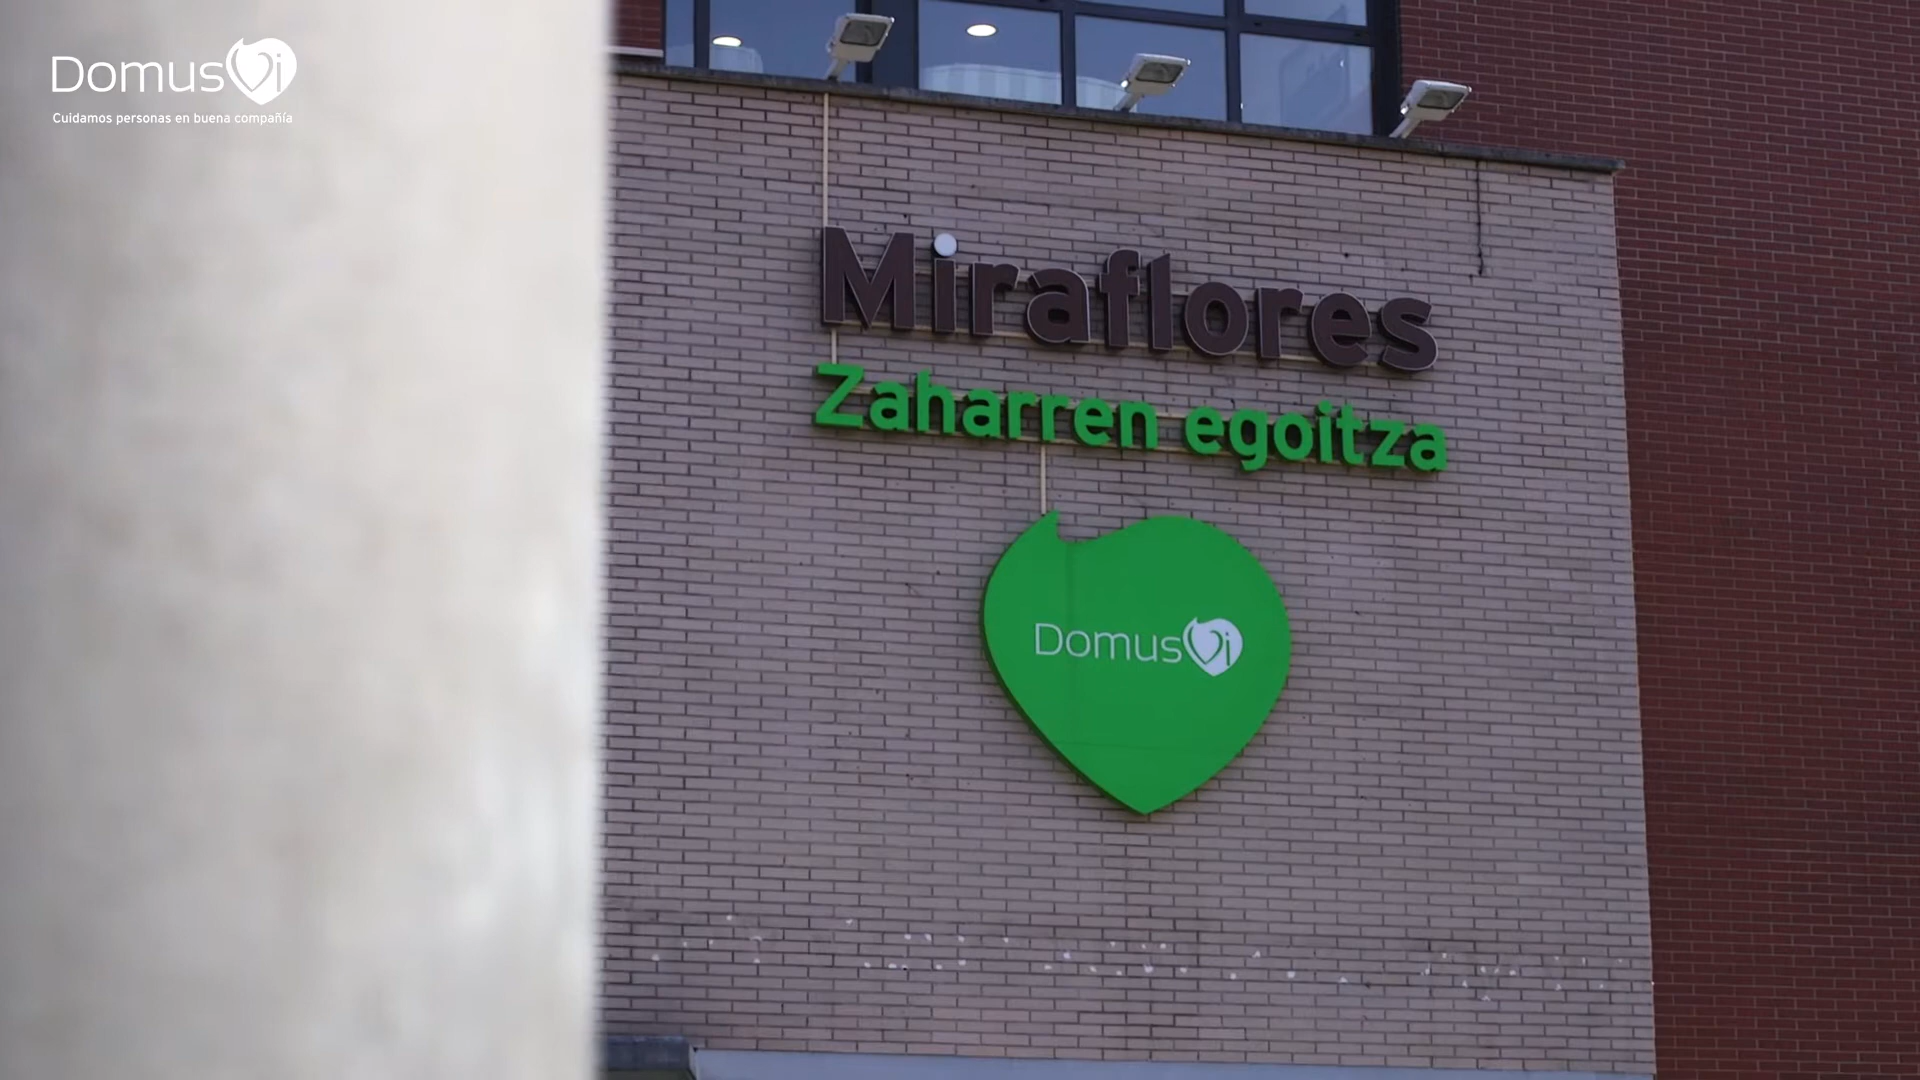 DomusVi
Cuidamos personas en buena compañía
Miraflores
Zaharren egoitza
DomusVi